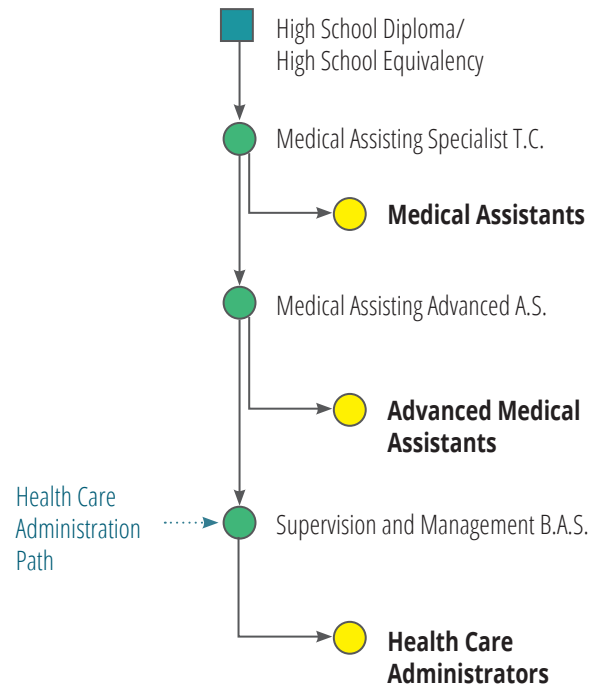 High School Diploma/
High School Equivalency
Medical Assisting Specialist T.C.
Medical Assistants
Medical Assisting Advanced A.S.
Advanced Medical
Assistants
Health Care
Administration
Path
Supervision and Management B.A.S.
Health Care
Administrators